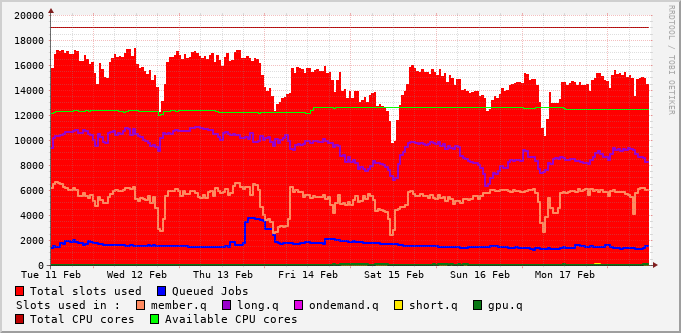 RRDTOOL / TOBI OETIKER
20000
18000
16000
14000
12000
10000
8000
6000
4000
2000
0
Tue 11 Feb Wed 12 Feb Thu 13 Feb Fri 14 Feb Sat 15 Feb Sun 16 Feb Mon 17 Feb
Total slots used Queued Jobs
Slots used in : member.q long.q ondemand.q short.q gpu.q
Total CPU cores Available CPU cores